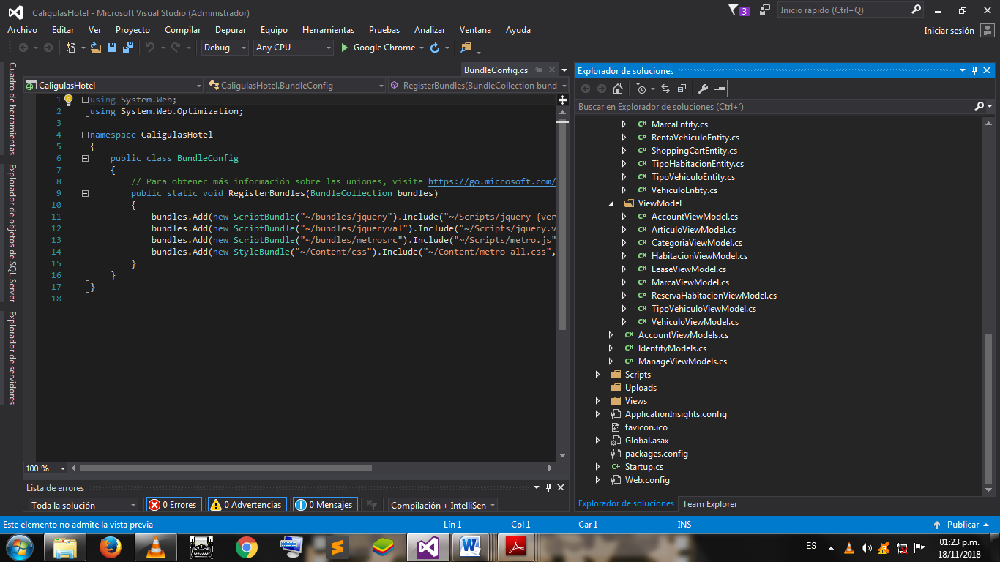 CaligulasHotel - Microsoft Visual Studio (Administrador)
3
Inicio rápido (Ctrl+Q)
Archivo Editar Ver Proyecto Compilar Depurar Equipo Herramientas Pruebas Analizar Ventana Ayuda
Iniciar sesión
Debug Any CPU Google Chrome
Cuadro de herramientas
Explorador de objetos de SQL Server
Explorador de servidores
BundleConfig.cs
CaligulasHotel CaligulasHotel.BundleConfig RegisterBundles(BundleCollection bund
1 using System.Web;
2 using System.Web.Optimization;
3
4 namespace CaligulasHotel
5 {
6 public class BundleConfig
7 {
8 // Para obtener más información sobre las uniones, visite https://go.microsoft.com/
9 public static void RegisterBundles(BundleCollection bundles)
10 {
11 bundles.Add(new ScriptBundle("~/bundles/jquery").Include("~/Scripts/jquery-{ver
12 bundles.Add(new ScriptBundle("~/bundles/jqueryval").Include("~/Scripts/jquery.v
13 bundles.Add(new ScriptBundle("~/bundles/metrosrc").Include("~/Scripts/metro.js"
14 bundles.Add(new StyleBundle("~/Content/css").Include("~/Content/metro-all.css",
15 }
16 }
17 }
18
100 %
Lista de errores
Toda la solución 0 Errores 0 Advertencias 0 Mensajes Compilación + IntelliSen
Explorador de soluciones
Buscar en Explorador de soluciones (Ctrl+´)
C# MarcaEntity.cs
C# RentaVehiculoEntity.cs
C# ShoppingCartEntity.cs
C# TipoHabitacionEntity.cs
C# TipoVehiculoEntity.cs
C# VehiculoEntity.cs
ViewModel
C# AccountViewModel.cs
C# ArticuloViewModel.cs
C# CategoriaViewModel.cs
C# HabitacionViewModel.cs
C# LeaseViewModel.cs
C# MarcaViewModel.cs
C# ReservaHabitacionViewModel.cs
C# TipoVehiculoViewModel.cs
C# VehiculoViewModel.cs
C# AccountViewModels.cs
C# IdentityModels.cs
C# ManageViewModels.cs
Scripts
Uploads
Views
ApplicationInsights.config
favicon.ico
Global.asax
packages.config
C# Startup.cs
Web.config
Explorador de soluciones Team Explorer
Este elemento no admite la vista previa Lín 1 Col 1 Car 1 INS Publicar
ES
01:23 p.m.
18/11/2018